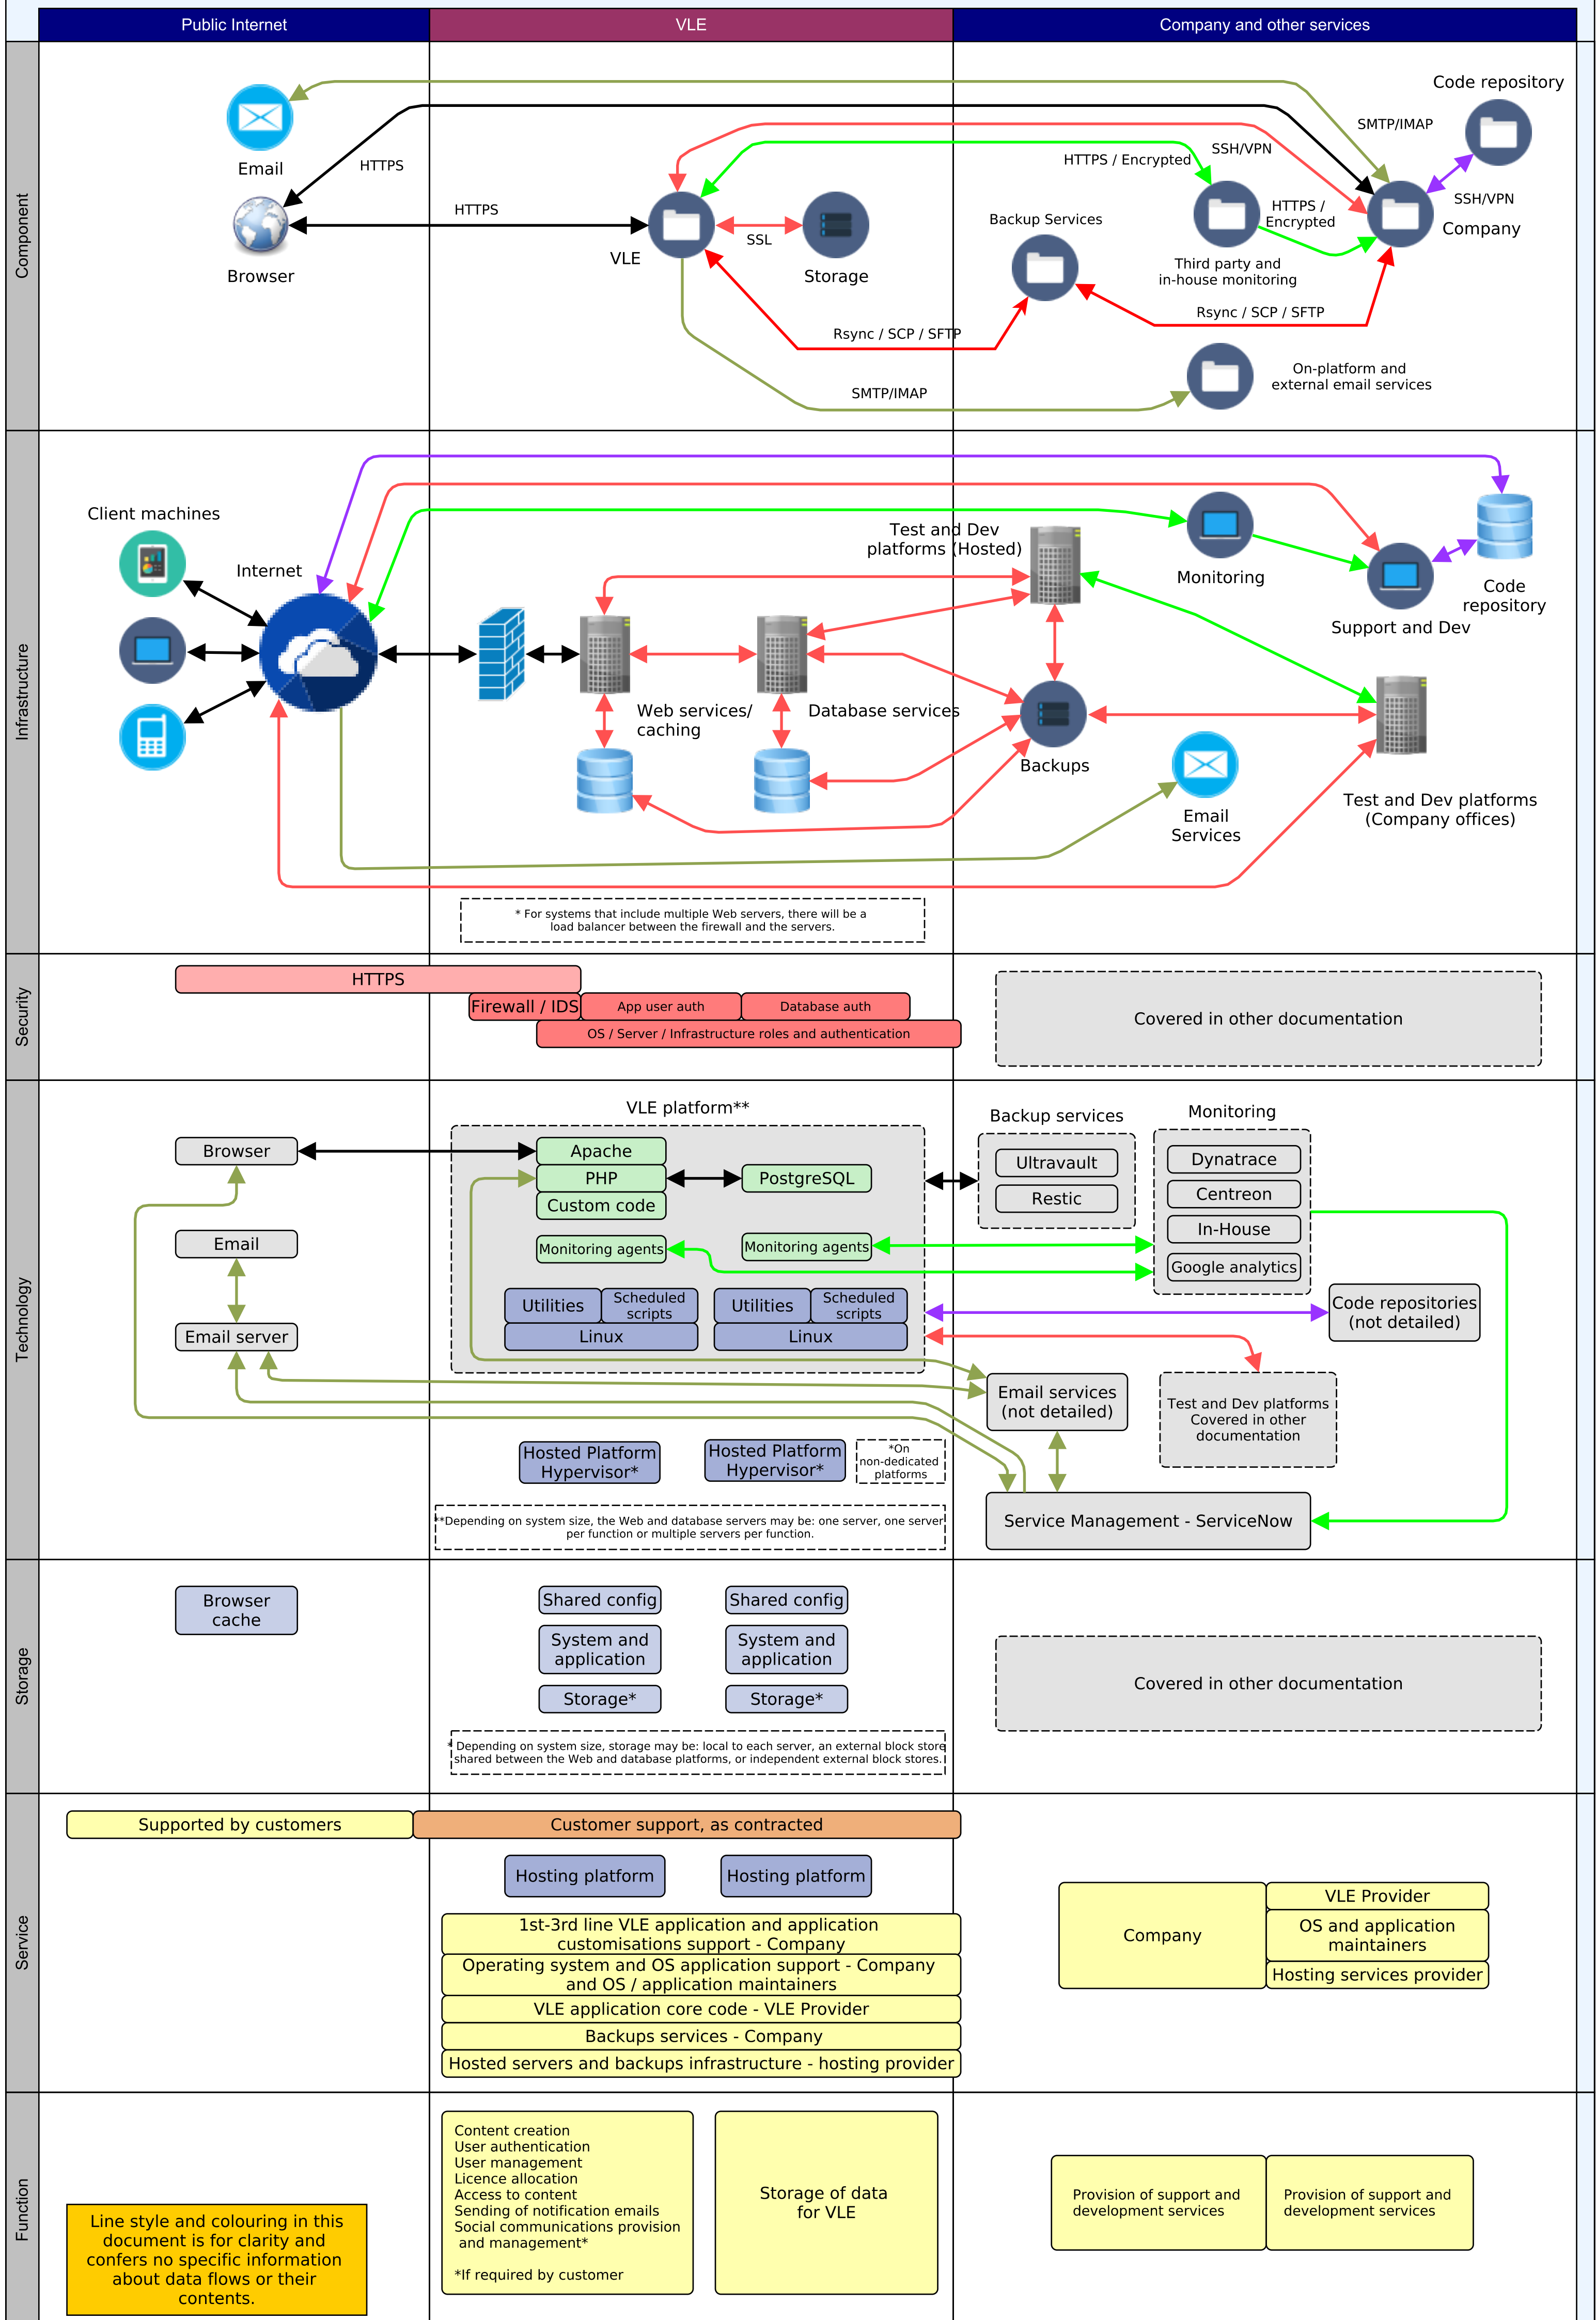 Public Internet
VLE
Company and other services
Component
Email
Browser
HTTPS
HTTPS
VLE
SSL
Storage
Rsync / SCP / SFTP
SMTP/IMAP
HTTPS / Encrypted
SSH/VPN
SMTP/IMAP
Code repository
SSH/VPN
Company
HTTPS /
Encrypted
Backup Services
Third party and
in-house monitoring
Rsync / SCP / SFTP
On-platform and
external email services
Infrastructure
Client machines
Internet
Web services/
caching
Database services
Test and Dev
platforms (Hosted)
Monitoring
Code
repository
Support and Dev
Backups
Email
Services
Test and Dev platforms
(Company offices)
* For systems that include multiple Web servers, there will be a
load balancer between the firewall and the servers.
Security
HTTPS
Firewall / IDS
App user auth
Database auth
OS / Server / Infrastructure roles and authentication
Covered in other documentation
Technology
Browser
Email
Email server
VLE platform**
Apache
PHP
Custom code
PostgreSQL
Monitoring agents
Monitoring agents
Utilities
Scheduled
scripts
Linux
Utilities
Scheduled
scripts
Linux
Hosted Platform
Hypervisor*
Hosted Platform
Hypervisor*
*On
non-dedicated
platforms
**Depending on system size, the Web and database servers may be: one server, one server
per function or multiple servers per function.
Backup services
Ultravault
Restic
Monitoring
Dynatrace
Centreon
In-House
Google analytics
Code repositories
(not detailed)
Email services
(not detailed)
Test and Dev platforms
Covered in other
documentation
Service Management - ServiceNow
Storage
Browser
cache
Shared config
System and
application
Storage*
Shared config
System and
application
Storage*
* Depending on system size, storage may be: local to each server, an external block store
shared between the Web and database platforms, or independent external block stores.
Covered in other documentation
Service
Supported by customers
Customer support, as contracted
Hosting platform
Hosting platform
1st-3rd line VLE application and application
customisations support - Company
Operating system and OS application support - Company
and OS / application maintainers
VLE application core code - VLE Provider
Backups services - Company
Hosted servers and backups infrastructure - hosting provider
Company
VLE Provider
OS and application
maintainers
Hosting services provider
Function
Line style and colouring in this
document is for clarity and
confers no specific information
about data flows or their
contents.
Content creation
User authentication
User management
Licence allocation
Access to content
Sending of notification emails
Social communications provision
and management*
*If required by customer
Storage of data
for VLE
Provision of support and
development services
Provision of support and
development services